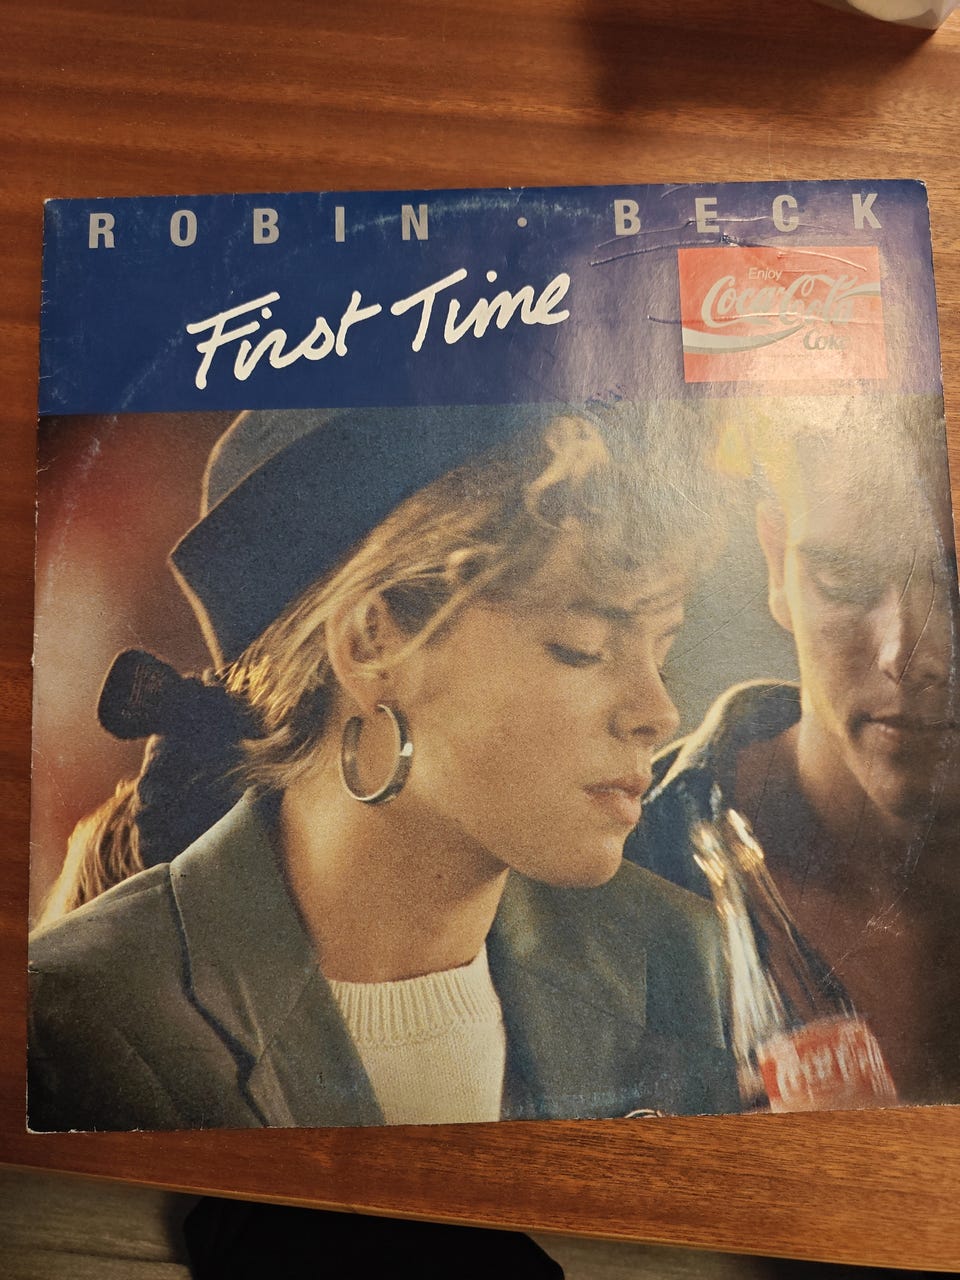 ROBIN · BECK
First Time
Enjoy
Coca-Cola
Coke